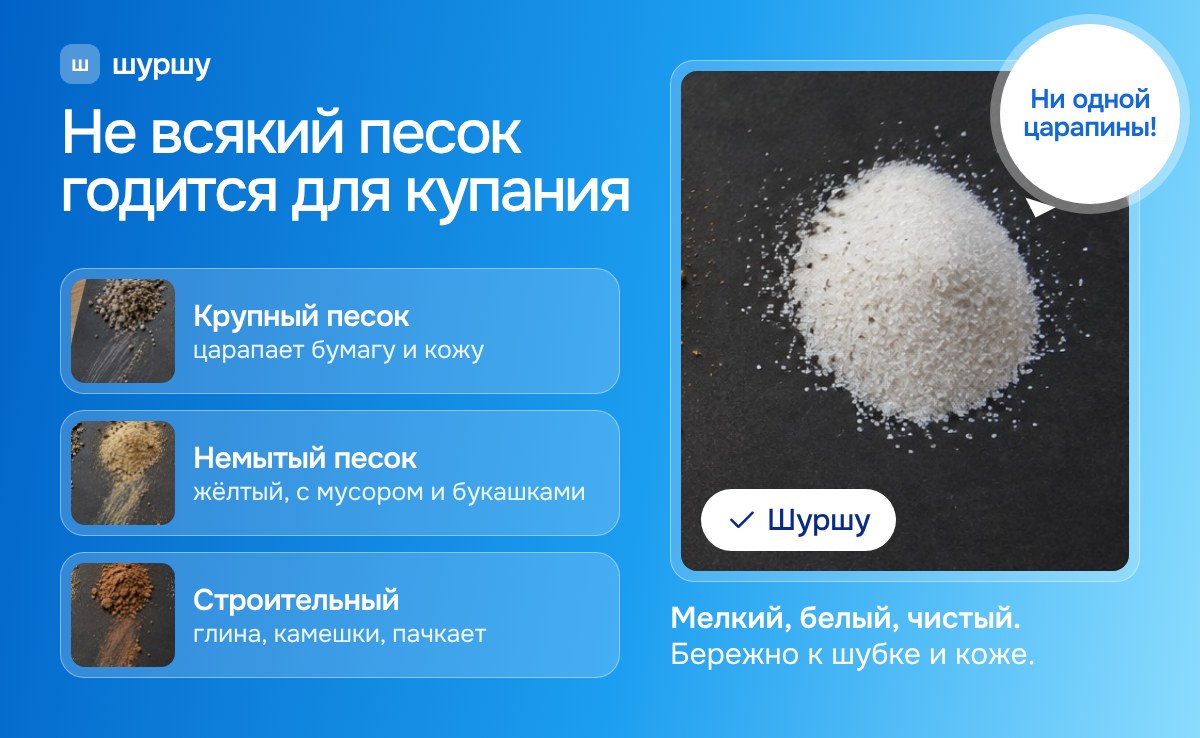 ш шуршу
Не всякий песок
годится для купания
Крупный песок
царапает бумагу и кожу
Немытый песок
жёлтый, с мусором и букашками
Строительный
глина, камешки, пачкает
Ни одной
царапины!
Шуршу
Мелкий, белый, чистый.
Бережно к шубке и коже.